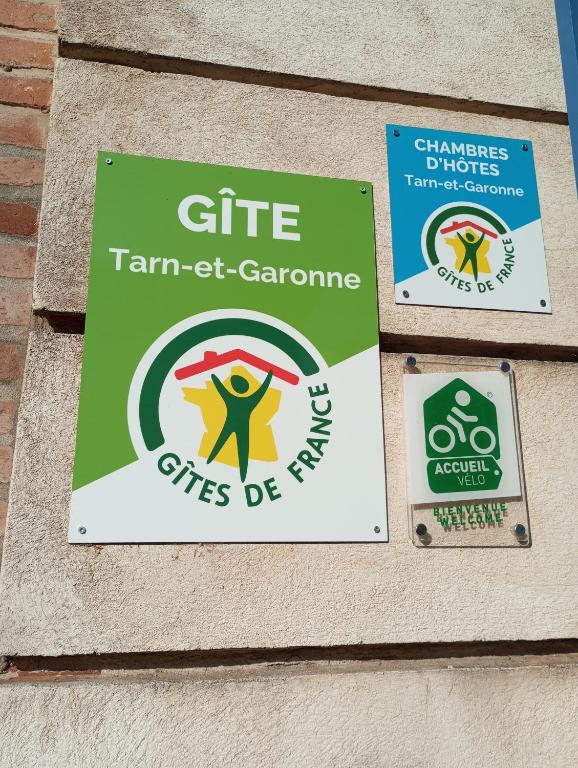 GÎTE
Tarn-et-Garonne
GÎTES DE FRANCE
CHAMBRES
D'HÔTES
Tarn-et-Garonne
GÎTES DE FRANCE
®
ACCUEIL
VÉLO
BIENVENUE
WELCOME